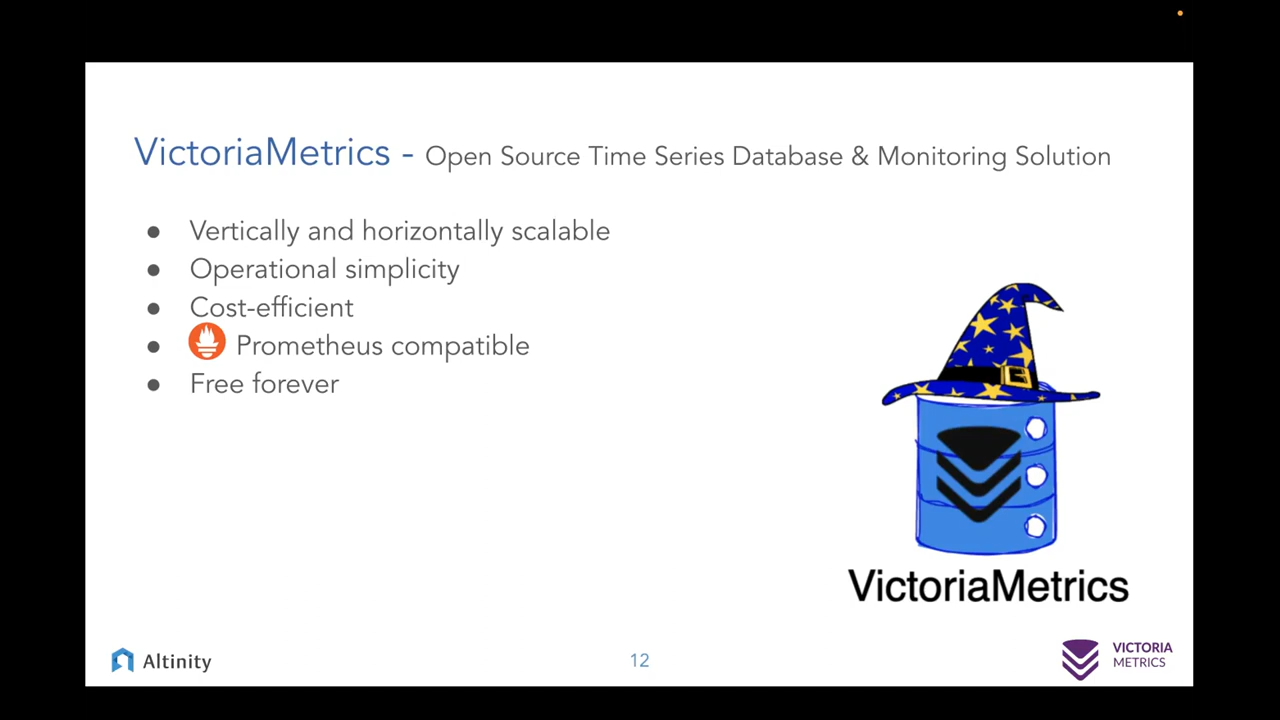 VictoriaMetrics - Open Source Time Series Database & Monitoring Solution
● Vertically and horizontally scalable
● Operational simplicity
● Cost-efficient
● Prometheus compatible
● Free forever
VictoriaMetrics
Altinity
12
VICTORIA
METRICS